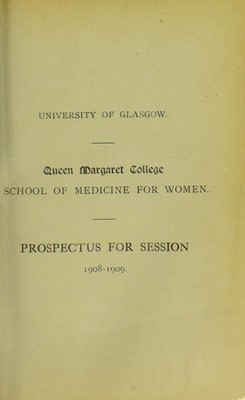 UNIVERSITY OF GLASGOW.
Queen Margaret College
SCHOOL OF MEDICINE FOR WOMEN.
PROSPECTUS FOR SESSION
1908-1909.